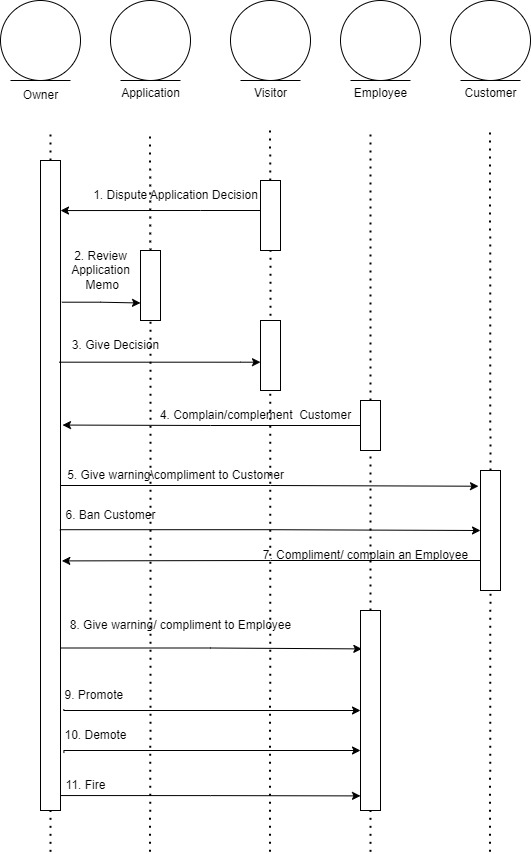 Owner
Application
Visitor
Employee
Customer
1. Dispute Application Decision
2. Review
Application
Memo
3. Give Decision
4. Complain/complement  Customer
5. Give warning\compliment to Customer
6. Ban Customer
7. Compliment/ complain an Employee
8. Give warning/ compliment to Employee
9. Promote
10. Demote
11. Fire